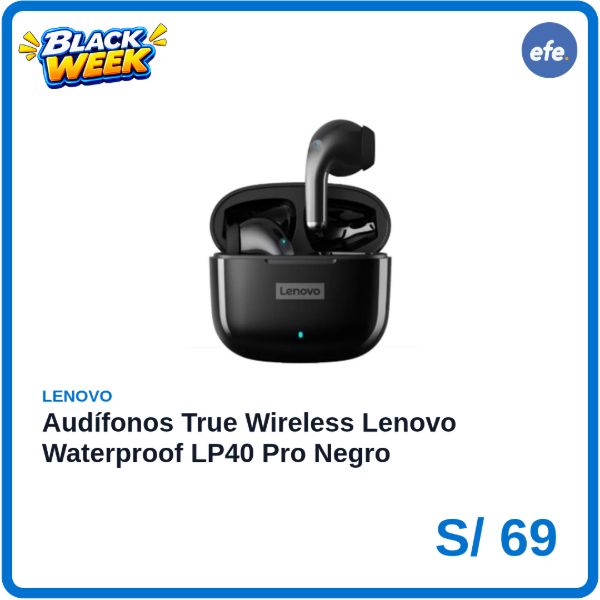 BLACK
WEEK
efe.
Lenovo
LENOVO
Audífonos True Wireless Lenovo
Waterproof LP40 Pro Negro
S/ 69